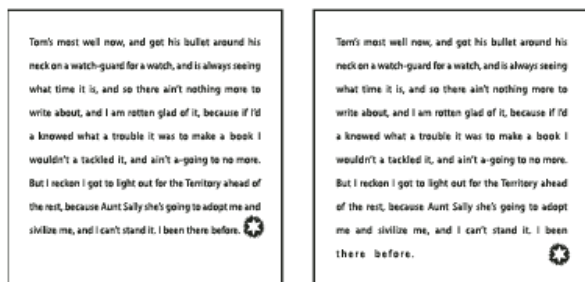 Tom's most well now, and got his bullet around his
neck on a watch-guard for a watch, and is always seeing
what time it is, and so there ain't nothing more to
write about, and I am rotten glad of it, because if I'd
a knowed what a trouble it was to make a book I
wouldn't a tackled it, and ain't a-going to no more.
But I reckon I got to light out for the Territory ahead of
the rest, because Aunt Sally she's going to adopt me and
sivilize me, and I can't stand it. I been there before.
Tom's most well now, and got his bullet around his
neck on a watch-guard for a watch, and is always seeing
what time it is, and so there ain't nothing more to
write about, and I am rotten glad of it, because if I'd
a knowed what a trouble it was to make a book I
wouldn't a tackled it, and ain't a-going to no more.
But I reckon I got to light out for the Territory ahead
of the rest, because Aunt Sally she's going to adopt
me and sivilize me, and I can't stand it. I been
there before.